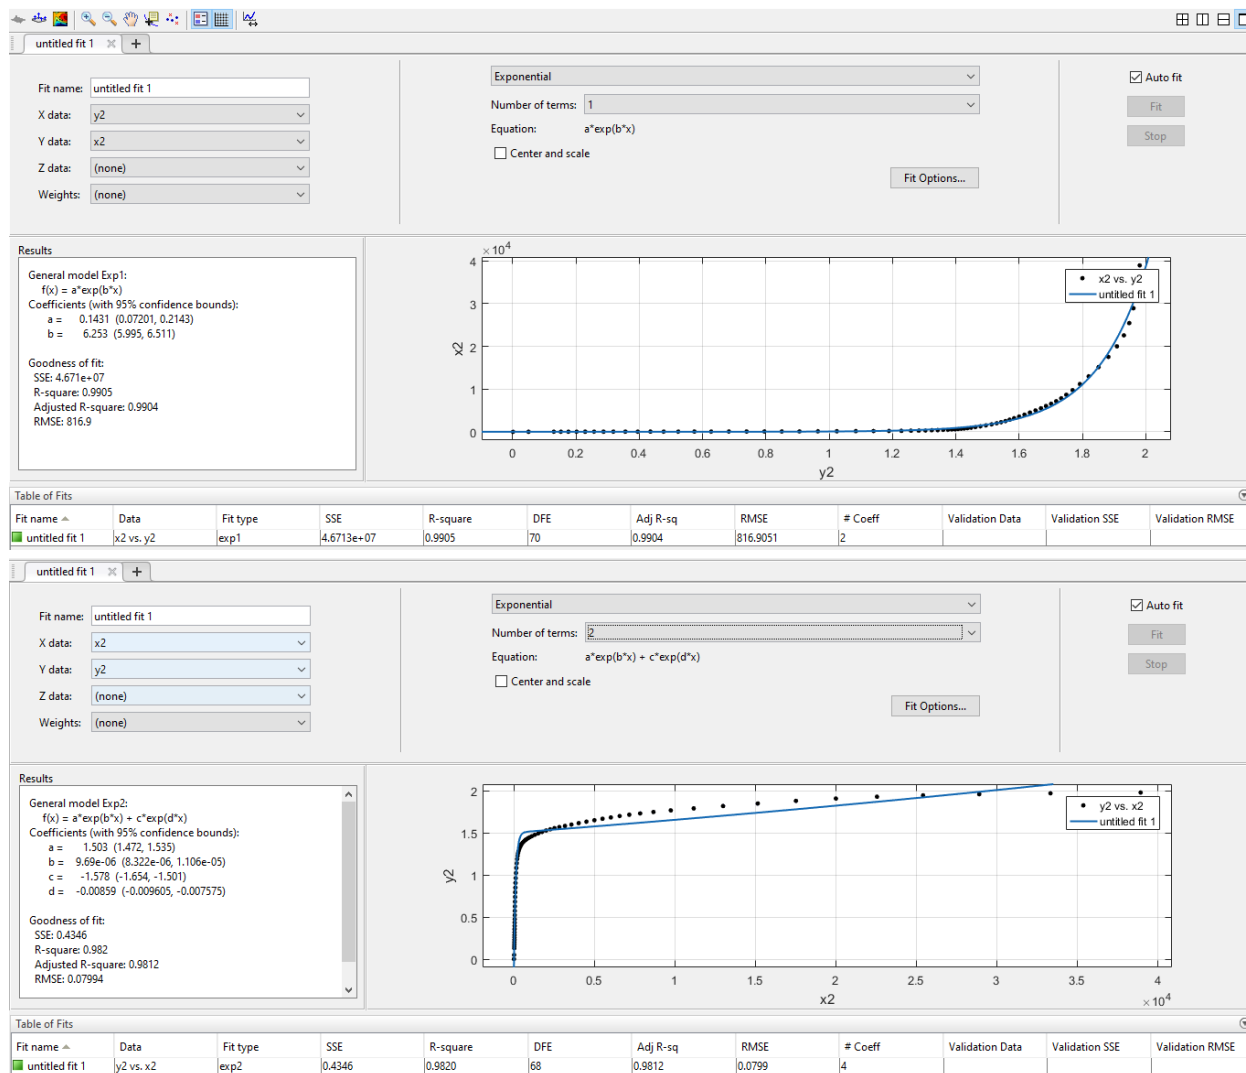 untitled fit 1
Fit name: untitled fit 1
X data: y2
Y data: x2
Z data: (none)
Weights: (none)
Exponential
Number of terms: 1
Equation: a*exp(b*x)
Center and scale
Fit Options...
Auto fit
Fit
Stop
Results
General model Exp1:
f(x) = a*exp(b*x)
Coefficients (with 95% confidence bounds):
a = 0.1431 (0.07201, 0.2143)
b = 6.253 (5.995, 6.511)
Goodness of fit:
SSE: 4.671e+07
R-square: 0.9905
Adjusted R-square: 0.9904
RMSE: 816.9
×10^4
4
3
2
1
0
x2
0 0.2 0.4 0.6 0.8 1 1.2 1.4 1.6 1.8 2
y2
x2 vs. y2
untitled fit 1
Table of Fits
Fit name Data Fit type SSE R-square DFE Adj R-sq RMSE # Coeff Validation Data Validation SSE Validation RMSE
untitled fit 1 x2 vs. y2 exp1 4.6713e+07 0.9905 70 0.9904 816.9051 2
untitled fit 1
Fit name: untitled fit 1
X data: x2
Y data: y2
Z data: (none)
Weights: (none)
Exponential
Number of terms: 2
Equation: a*exp(b*x) + c*exp(d*x)
Center and scale
Fit Options...
Auto fit
Fit
Stop
Results
General model Exp2:
f(x) = a*exp(b*x) + c*exp(d*x)
Coefficients (with 95% confidence bounds):
a = 1.503 (1.472, 1.535)
b = 9.69e-06 (8.322e-06, 1.106e-05)
c = -1.578 (-1.654, -1.501)
d = -0.00859 (-0.009605, -0.007575)
Goodness of fit:
SSE: 0.4346
R-square: 0.982
Adjusted R-square: 0.9812
RMSE: 0.07994
2
1.5
1
0.5
0
y2
0 0.5 1 1.5 2 2.5 3 3.5 4
x2
×10^4
y2 vs. x2
untitled fit 1
Table of Fits
Fit name Data Fit type SSE R-square DFE Adj R-sq RMSE # Coeff Validation Data Validation SSE Validation RMSE
untitled fit 1 y2 vs. x2 exp2 0.4346 0.9820 68 0.9812 0.0799 4